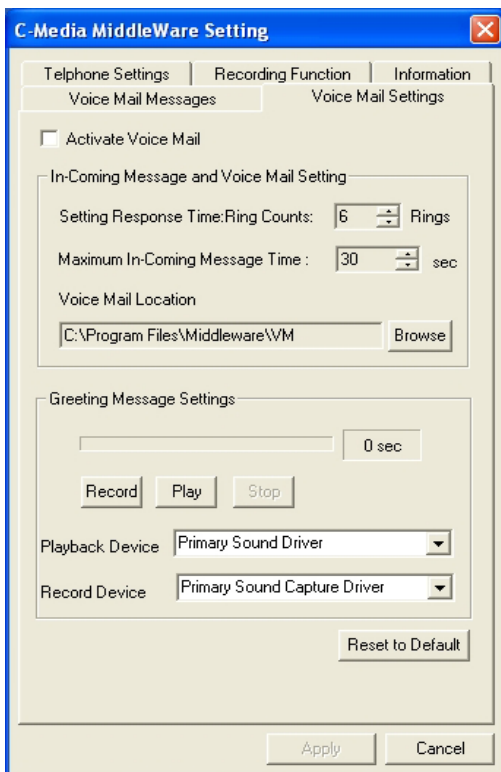 C-Media MiddleWare Setting
Telphone Settings
Recording Function
Information
Voice Mail Messages
Voice Mail Settings
Activate Voice Mail
In-Coming Message and Voice Mail Setting
Setting Response Time:Ring Counts: 6 Rings
Maximum In-Coming Message Time : 30 sec
Voice Mail Location
C:\Program Files\Middleware\VM Browse
Greeting Message Settings
0 sec
Record Play Stop
Playback Device Primary Sound Driver
Record Device Primary Sound Capture Driver
Reset to Default
Apply Cancel